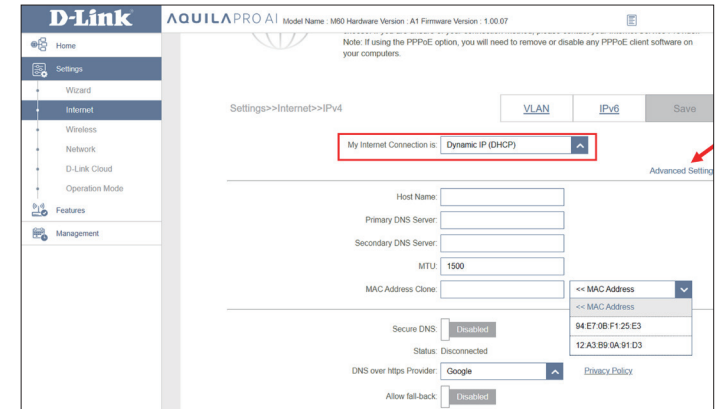 D-Link
AQUILA PRO AI Model Name : M60 Hardware Version : A1 Firmware Version : 1.00.07
Home
Note: If using the PPPoE option, you will need to remove or disable any PPPoE client software on
your computers.
Settings
Wizard
Internet
Wireless
Network
D-Link Cloud
Operation Mode
Features
Management
Settings>>Internet>>IPv4
VLAN
IPv6
Save
My Internet Connection is: Dynamic IP (DHCP)
Advanced Setting
Host Name:
Primary DNS Server:
Secondary DNS Server:
MTU: 1500
MAC Address Clone: << MAC Address
<< MAC Address
94:E7:0B:F1:25:E3
12:A3:B9:0A:91:D3
Secure DNS: Disabled
Status: Disconnected
DNS over https Provider: Google Privacy Policy
Allow fall-back: Disabled